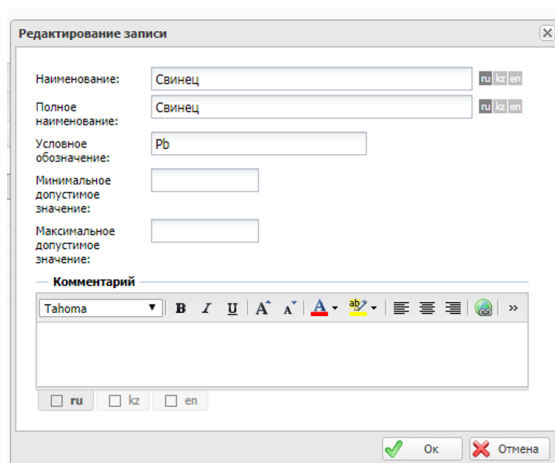 Редактирование записи
Наименование: Свинец ru kz en
Полное наименование: Свинец ru kz en
Условное обозначение: Pb
Минимальное допустимое значение:
Максимальное допустимое значение:
Комментарий
Tahoma B I U A A A ab »
ru kz en
Ок Отмена